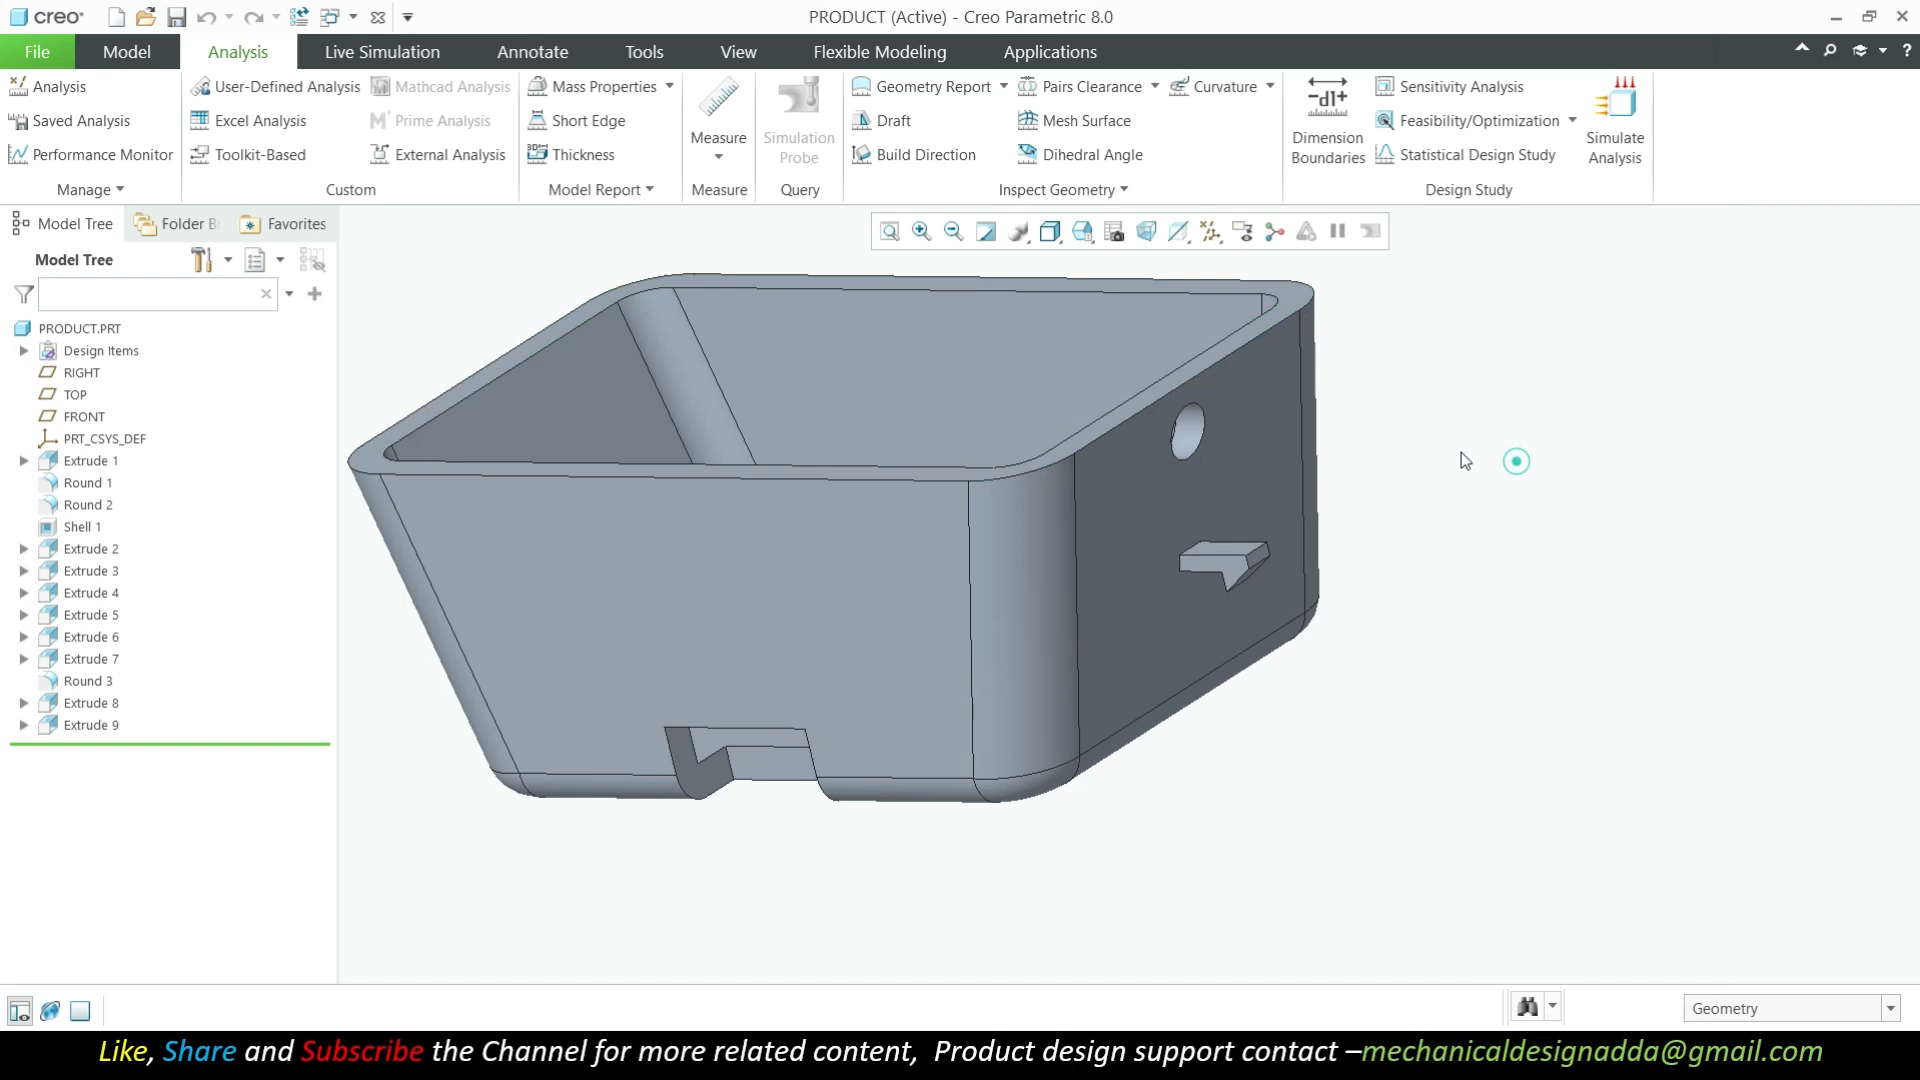 creo
PRODUCT (Active) - Creo Parametric 8.0
File Model Analysis Live Simulation Annotate Tools View Flexible Modeling Applications
Analysis
Saved Analysis
Performance Monitor
Manage
User-Defined Analysis
Excel Analysis
Toolkit-Based
Mathcad Analysis
Prime Analysis
External Analysis
Custom
Mass Properties
Short Edge
Thickness
Model Report
Measure
Measure
Simulation
Probe
Query
Geometry Report
Draft
Build Direction
Pairs Clearance
Mesh Surface
Dihedral Angle
Curvature
Inspect Geometry
Dimension
Boundaries
Sensitivity Analysis
Feasibility/Optimization
Statistical Design Study
Simulate
Analysis
Design Study
Model Tree Folder B Favorites
Model Tree
PRODUCT.PRT
Design Items
RIGHT
TOP
FRONT
PRT_CSYS_DEF
Extrude 1
Round 1
Round 2
Shell 1
Extrude 2
Extrude 3
Extrude 4
Extrude 5
Extrude 6
Extrude 7
Round 3
Extrude 8
Extrude 9
Geometry
Like, Share and Subscribe the Channel for more related content, Product design support contact –mechanicaldesignadda@gmail.com